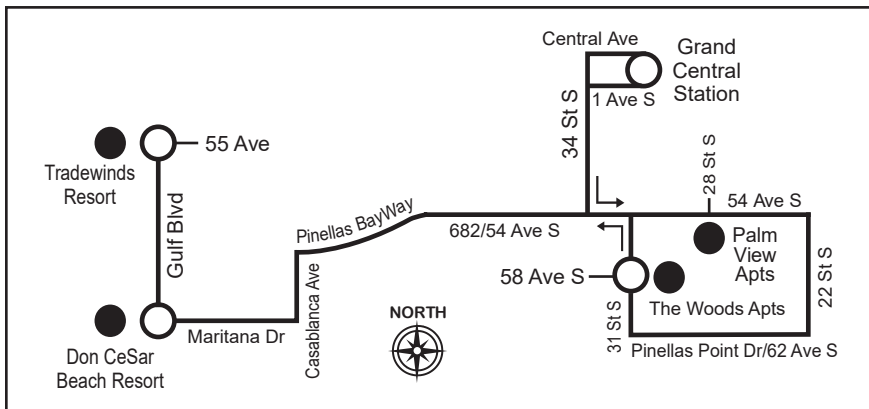 Central Ave
Grand
Central
Station
1 Ave S
34 St S
55 Ave
Tradewinds
Resort
Gulf Blvd
28 St S
54 Ave S
Pinellas BayWay
682/54 Ave S
Palm
View
Apts
22 St S
58 Ave S
The Woods Apts
31 St S
Pinellas Point Dr/62 Ave S
NORTH
Casablanca Ave
Maritana Dr
Don CeSar
Beach Resort